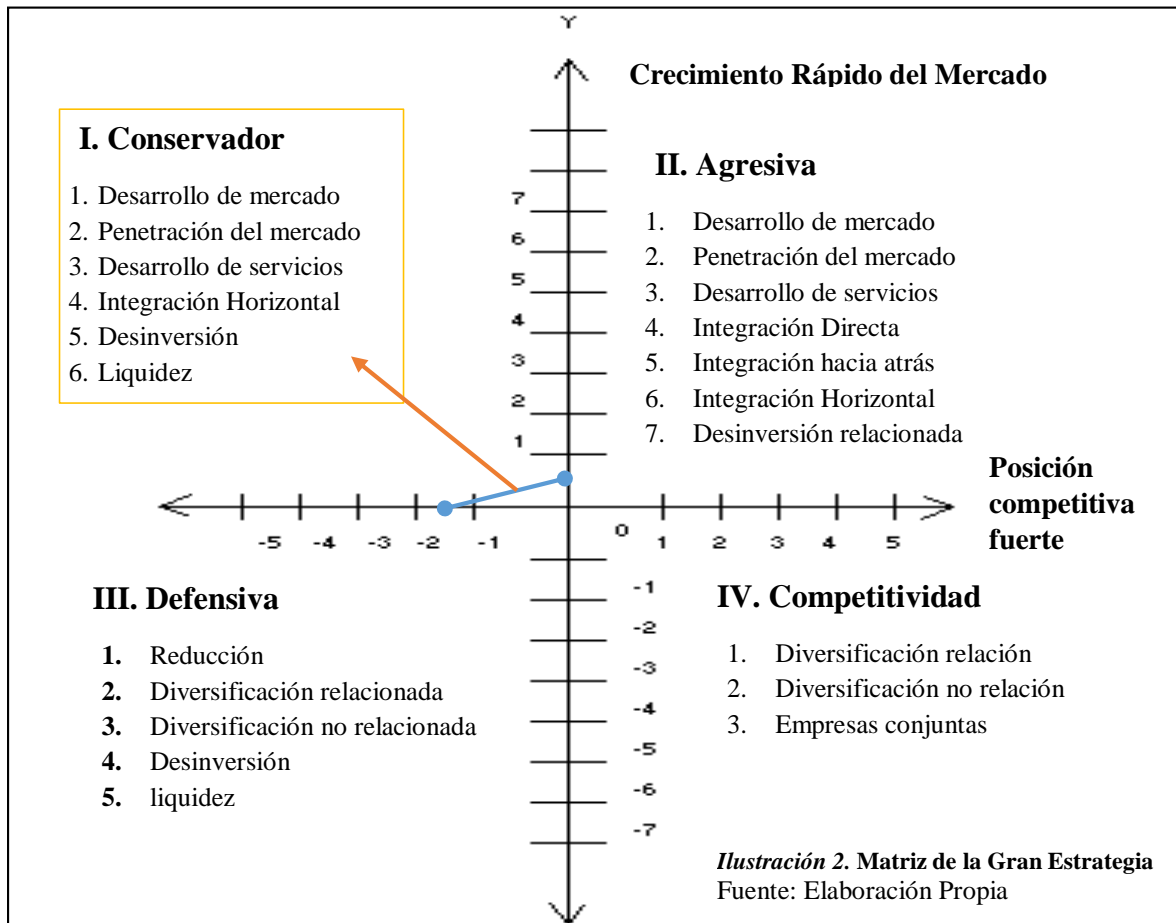 Y
Crecimiento Rápido del Mercado
I. Conservador
1. Desarrollo de mercado
2. Penetración del mercado
3. Desarrollo de servicios
4. Integración Horizontal
5. Desinversión
6. Liquidez
II. Agresiva
1. Desarrollo de mercado
2. Penetración del mercado
3. Desarrollo de servicios
4. Integración Directa
5. Integración hacia atrás
6. Integración Horizontal
7. Desinversión relacionada
7
6
5
4
3
2
1
Posición
competitiva
fuerte
-5 -4 -3 -2 -1 0 1 2 3 4 5
III. Defensiva
1. Reducción
2. Diversificación relacionada
3. Diversificación no relacionada
4. Desinversión
5. liquidez
-1
-2
-3
-4
-5
-6
-7
IV. Competitividad
1. Diversificación relación
2. Diversificación no relación
3. Empresas conjuntas
Ilustración 2. Matriz de la Gran Estrategia
Fuente: Elaboración Propia